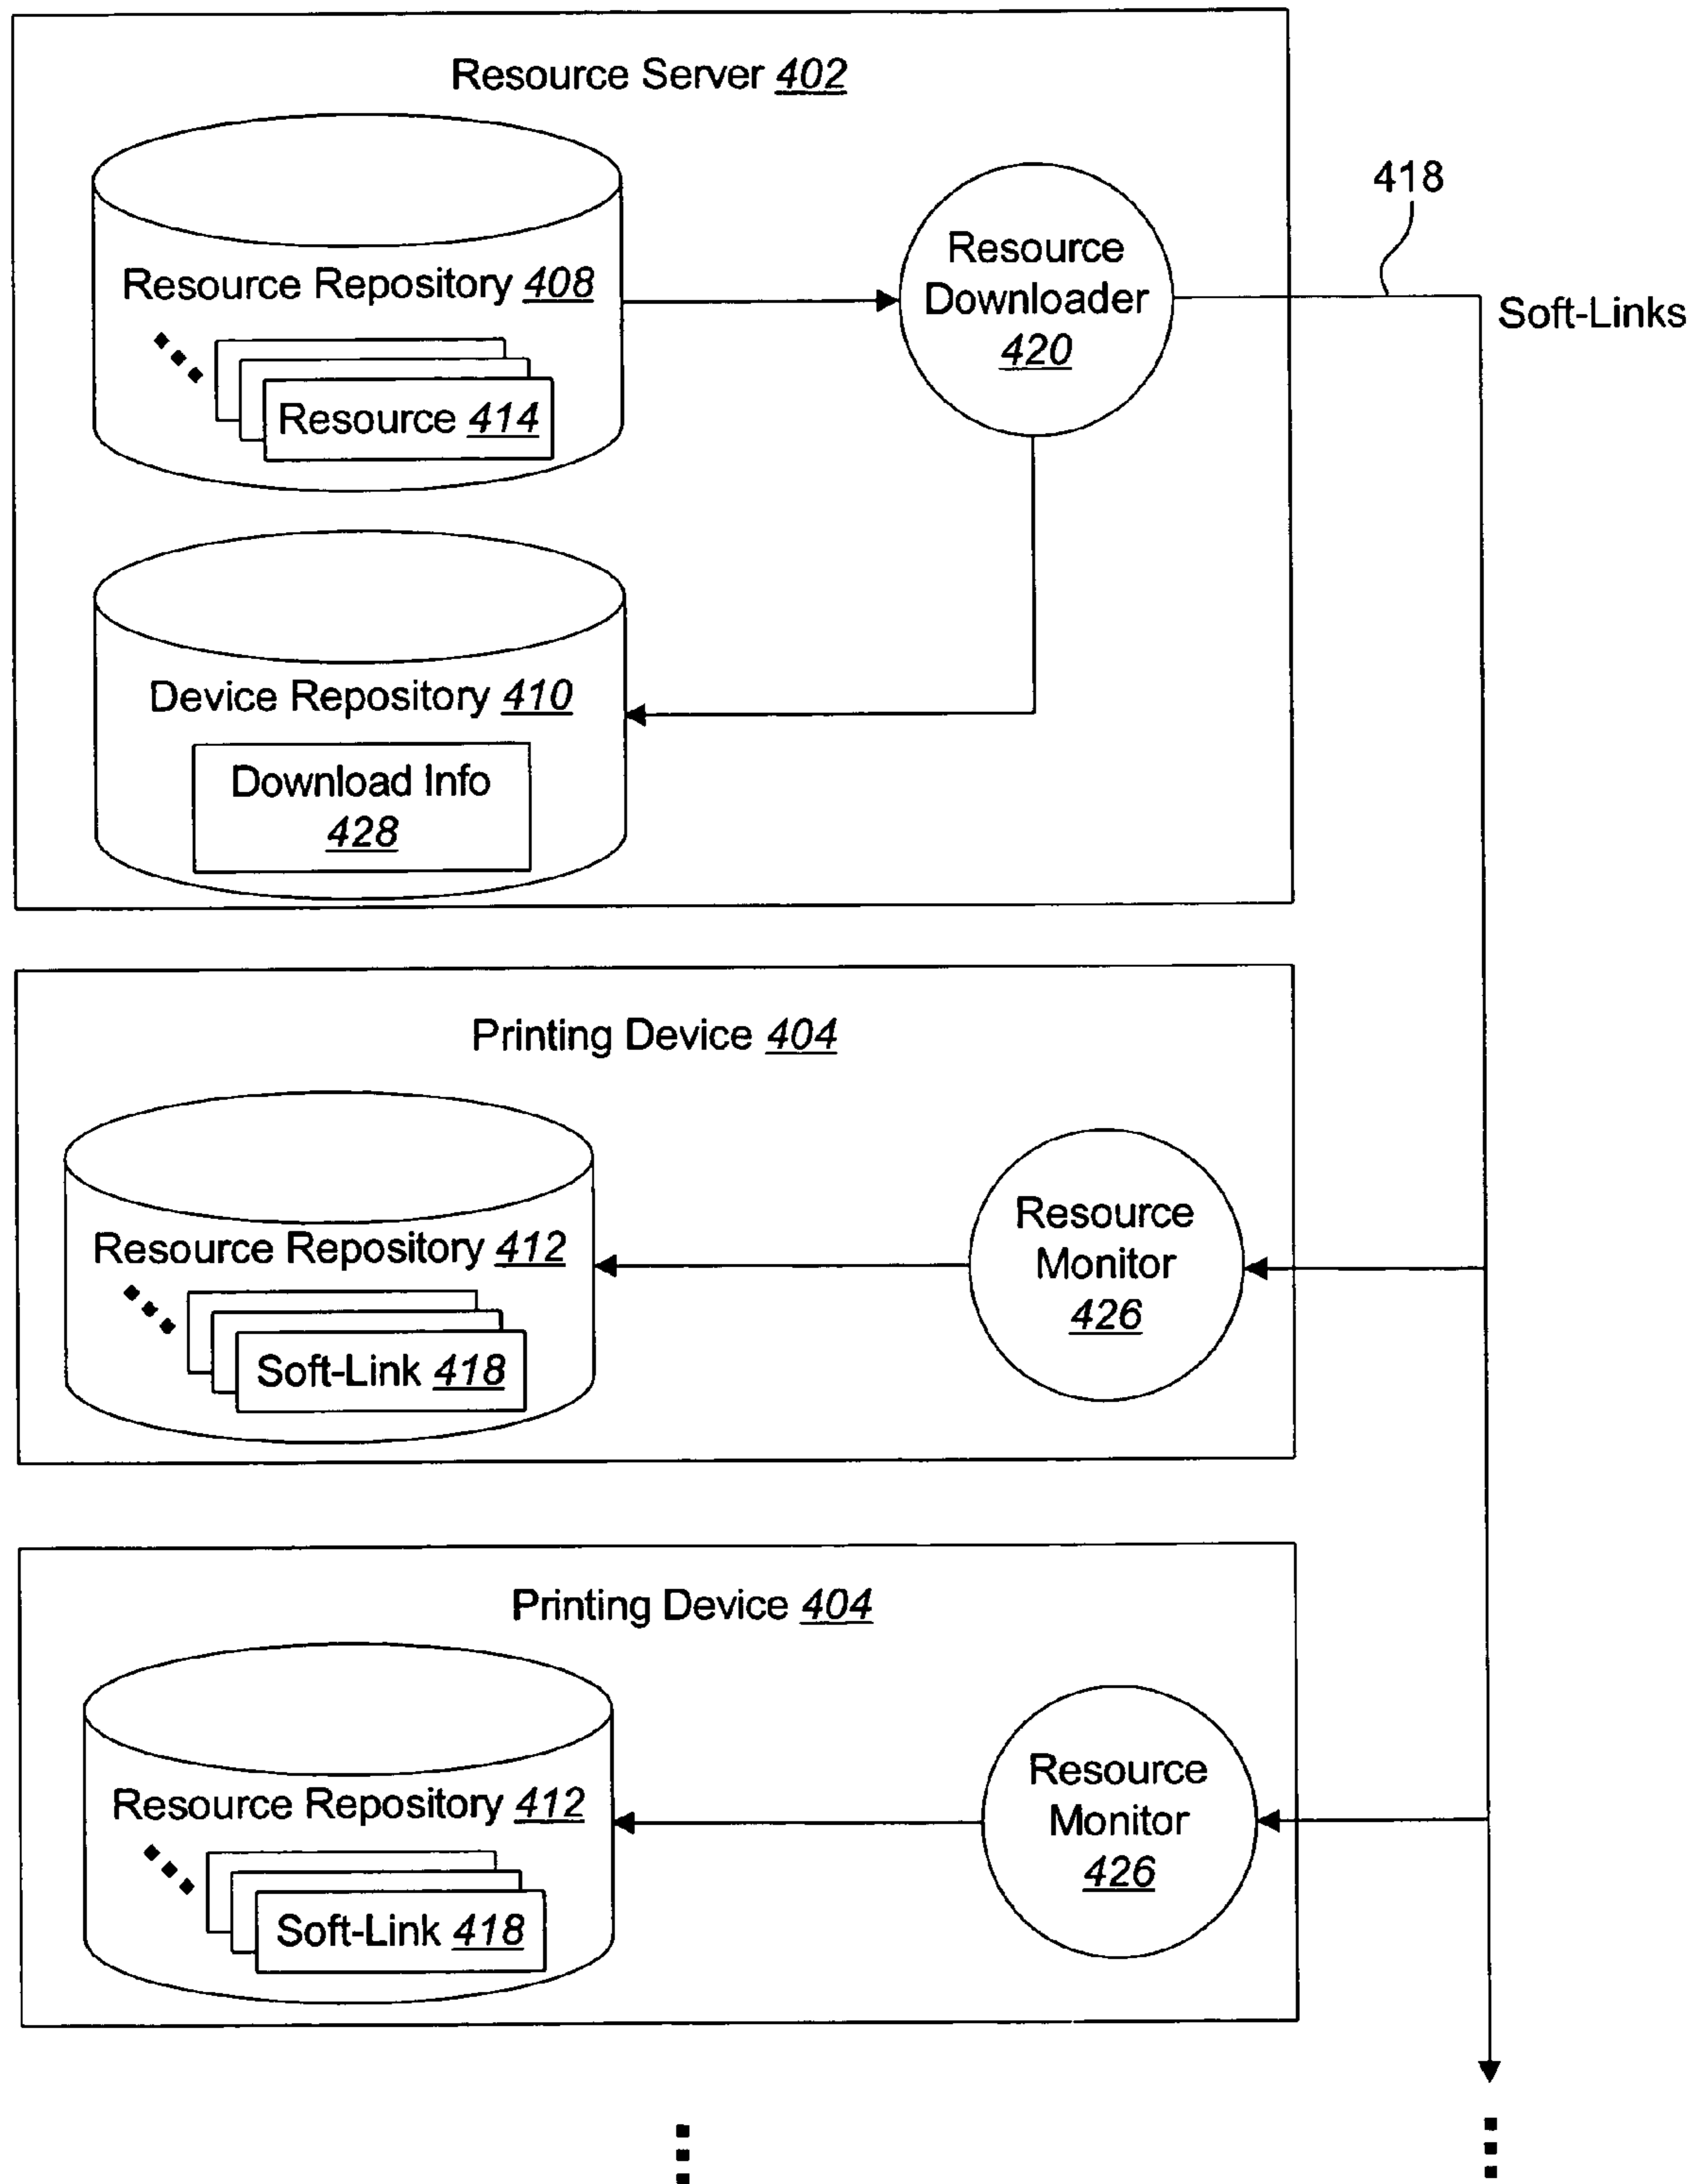 Resource Server 402
418
Resource Repository 408
Resource
Downloader
420
Soft-Links
Resource 414
Device Repository 410
Download Info
428
Printing Device 404
Resource Repository 412
Resource
Monitor
426
Soft-Link 418
Printing Device 404
Resource Repository 412
Resource
Monitor
426
Soft-Link 418